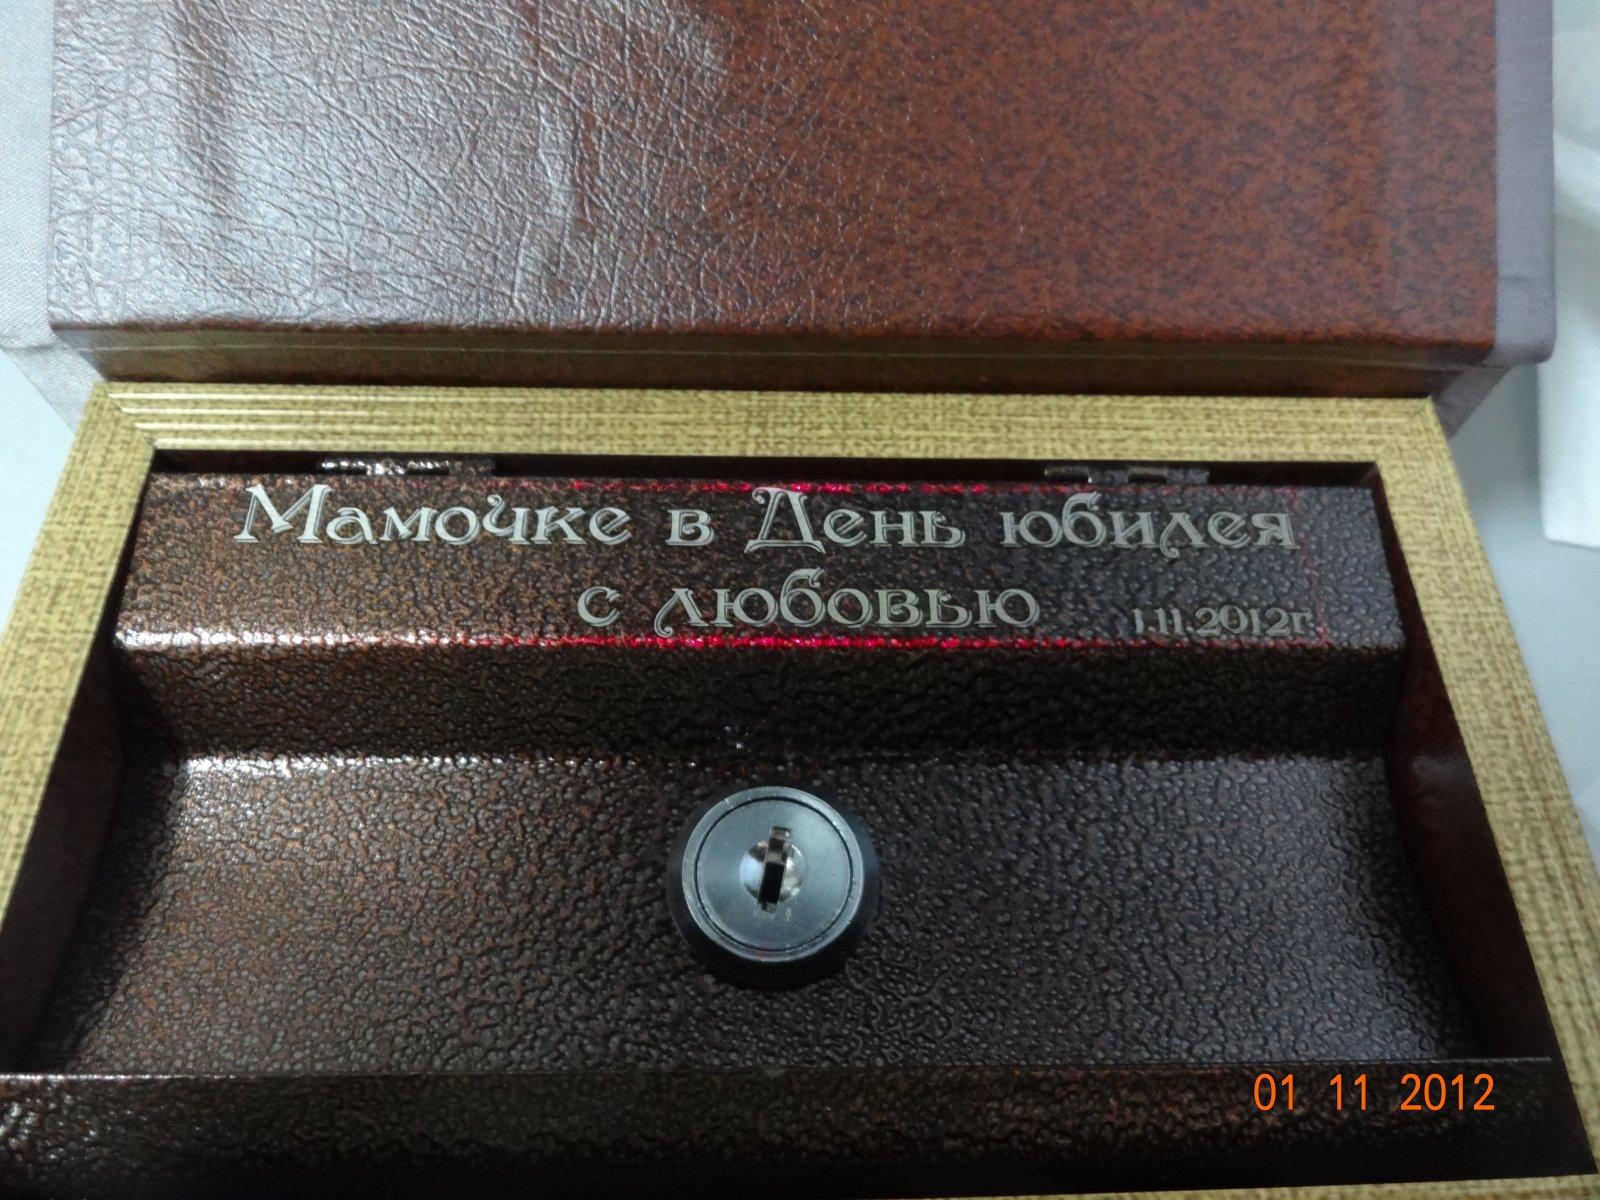 Мамочке в День юбилея
с любовью
1.11.2012г.
01 11 2012